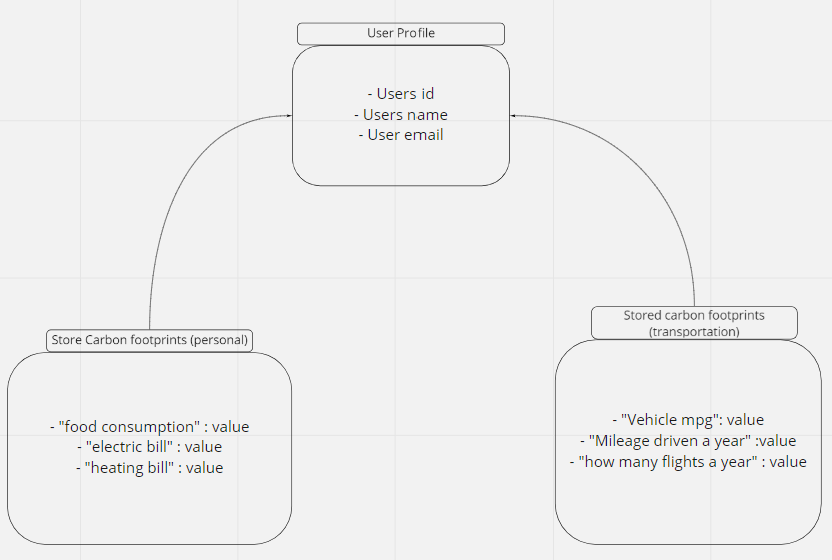 User Profile
- Users id
- Users name
- User email
Store Carbon footprints (personal)
- "food consumption" : value
- "electric bill" : value
- "heating bill" : value
Stored carbon footprints
(transportation)
- "Vehicle mpg": value
- "Mileage driven a year" :value
- "how many flights a year" : value